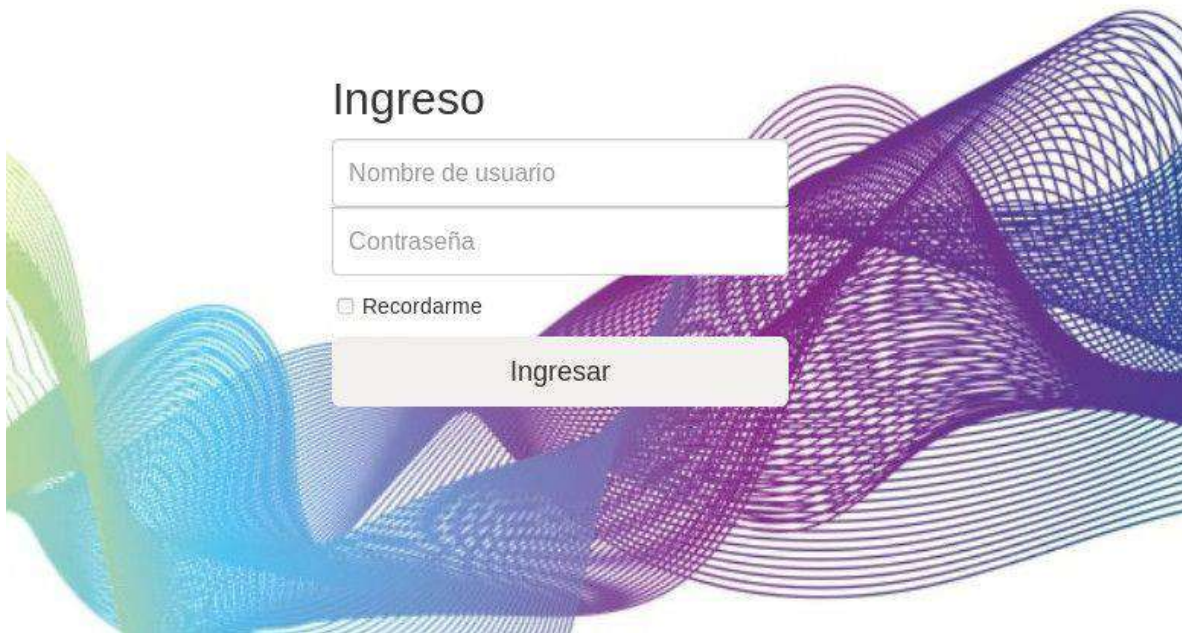 Ingreso
Nombre de usuario
Contraseña
Recordarme
Ingresar